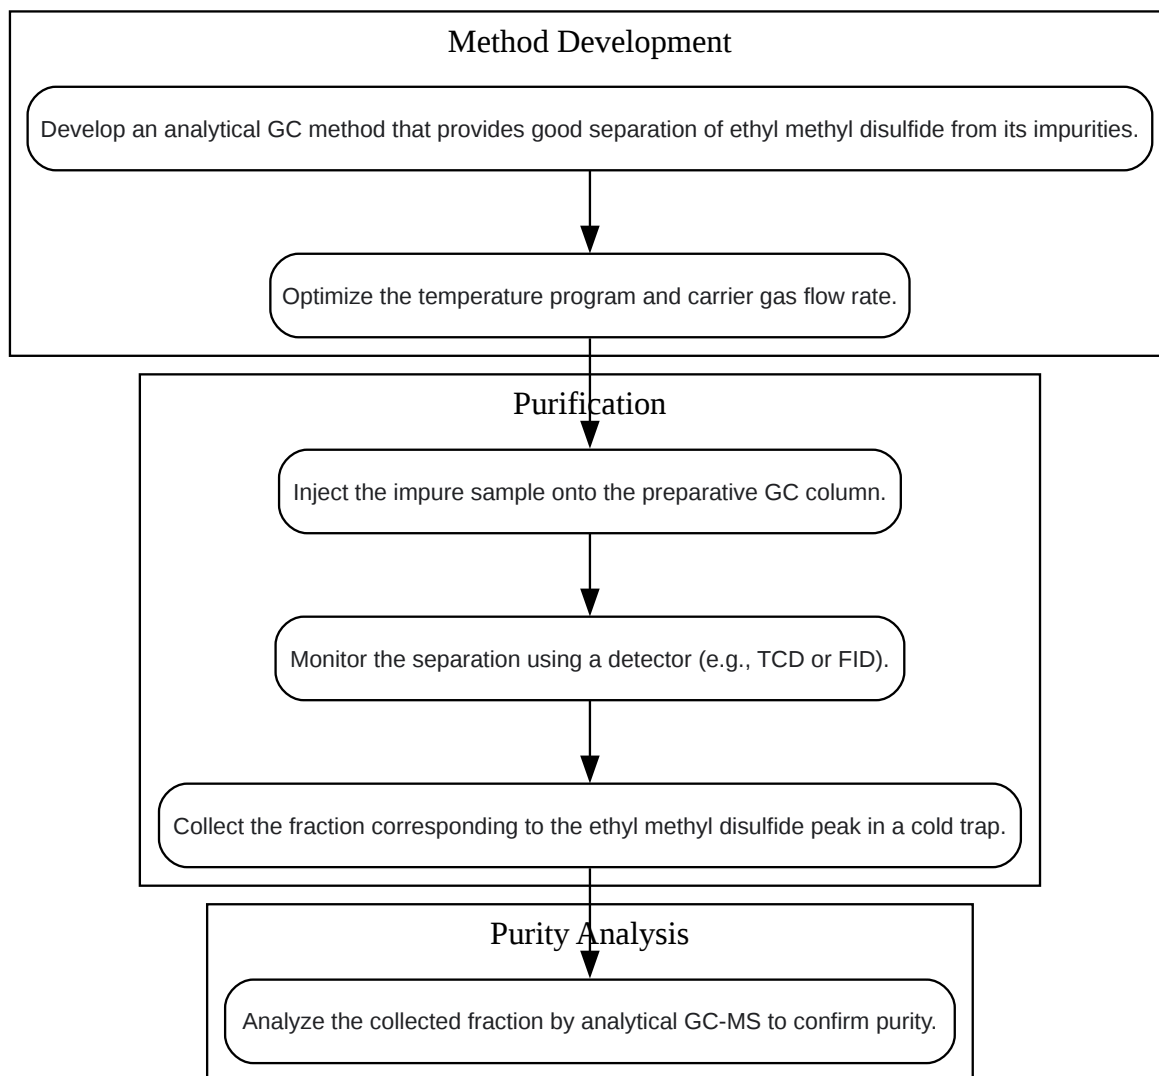 Method Development
Develop an analytical GC method that provides good separation of ethyl methyl disulfide from its impurities.
Optimize the temperature program and carrier gas flow rate.
Purification
Inject the impure sample onto the preparative GC column.
Monitor the separation using a detector (e.g., TCD or FID).
Collect the fraction corresponding to the ethyl methyl disulfide peak in a cold trap.
Purity Analysis
Analyze the collected fraction by analytical GC-MS to confirm purity.